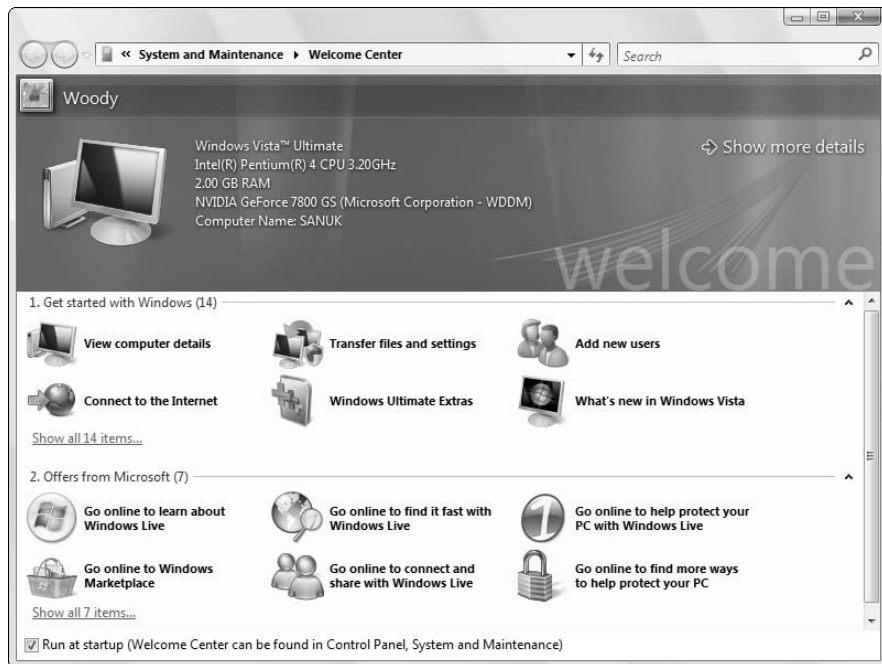 « System and Maintenance ▸ Welcome Center
Search
Woody
Windows Vista™ Ultimate
Intel(R) Pentium(R) 4 CPU 3.20GHz
2.00 GB RAM
NVIDIA GeForce 7800 GS (Microsoft Corporation - WDDM)
Computer Name: SANUK
Show more details
welcome
1. Get started with Windows (14)
View computer details
Transfer files and settings
Add new users
Connect to the Internet
Windows Ultimate Extras
What's new in Windows Vista
Show all 14 items...
2. Offers from Microsoft (7)
Go online to learn about
Windows Live
Go online to find it fast with
Windows Live
1
Go online to help protect your
PC with Windows Live
Go online to Windows
Marketplace
Go online to connect and
share with Windows Live
Go online to find more ways
to help protect your PC
Show all 7 items...
Run at startup (Welcome Center can be found in Control Panel, System and Maintenance)